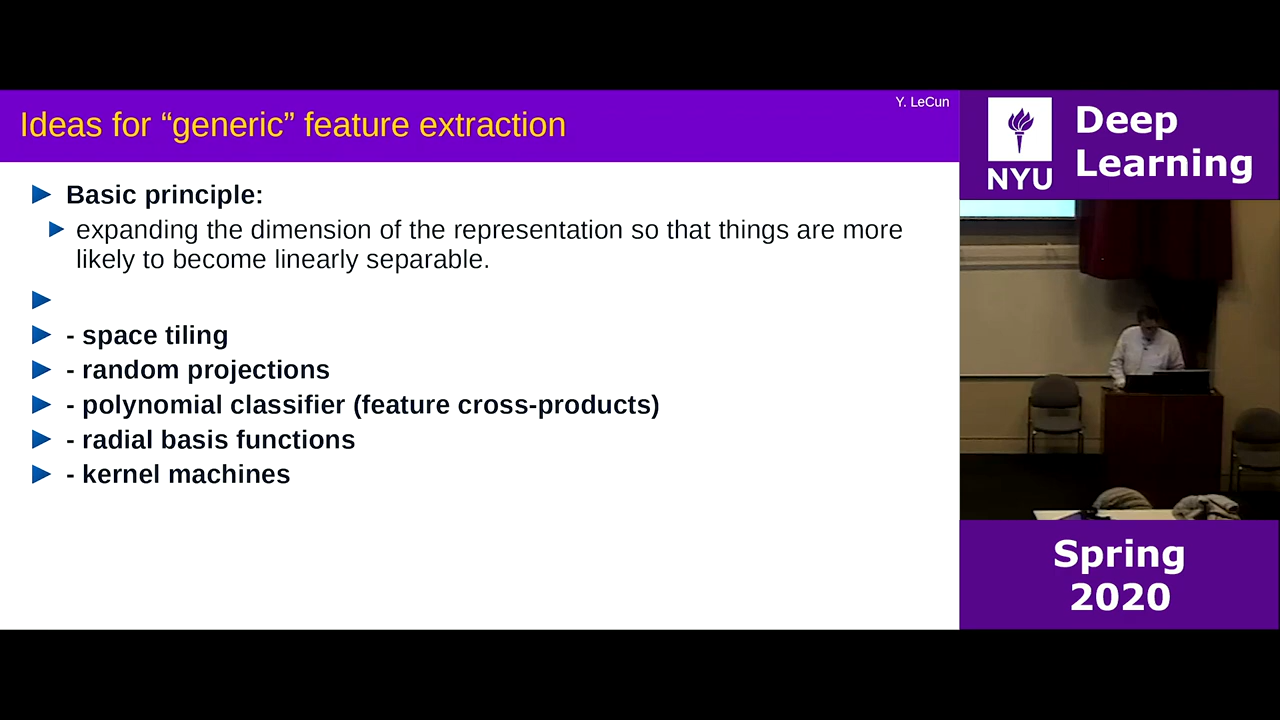 Y. LeCun
Ideas for “generic” feature extraction
Basic principle:
expanding the dimension of the representation so that things are more
likely to become linearly separable.
- space tiling
- random projections
- polynomial classifier (feature cross-products)
- radial basis functions
- kernel machines
NYU
Deep
Learning
Spring
2020